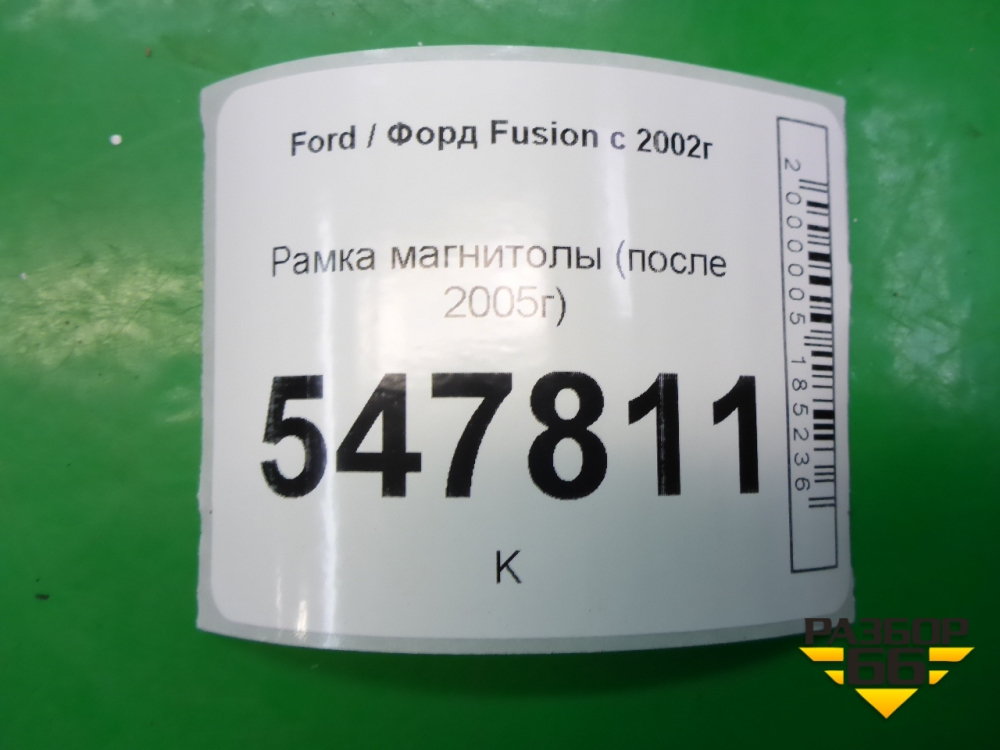 Ford / Форд Fusion с 2002г
Рамка магнитолы (после
2005г)
547811
К
2000005185236
РАЗБОР
66